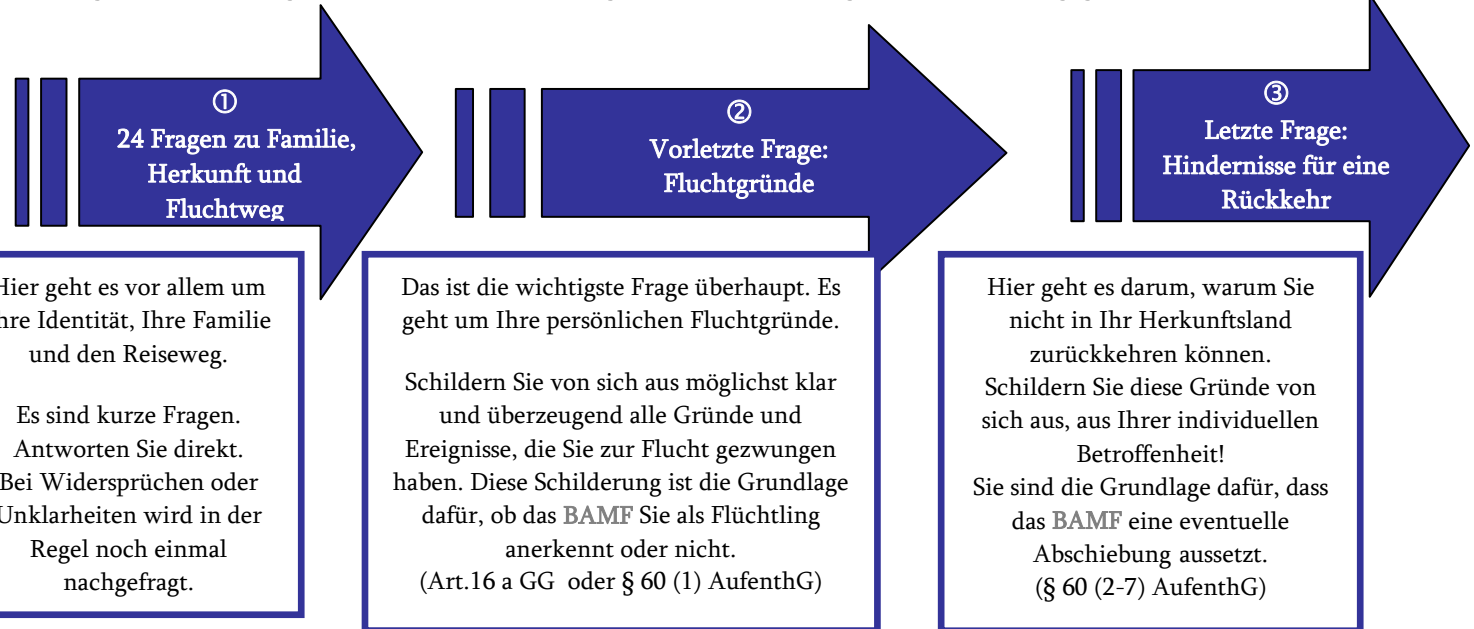 ①
24 Fragen zu Familie,
Herkunft und
Fluchtweg
Hier geht es vor allem um
Ihre Identität, Ihre Familie
und den Reiseweg.
Es sind kurze Fragen.
Antworten Sie direkt.
Bei Widersprüchen oder
Unklarheiten wird in der
Regel noch einmal
nachgefragt.
②
Vorletzte Frage:
Fluchtgründe
Das ist die wichtigste Frage überhaupt. Es
geht um Ihre persönlichen Fluchtgründe.
Schildern Sie von sich aus möglichst klar
und überzeugend alle Gründe und
Ereignisse, die Sie zur Flucht gezwungen
haben. Diese Schilderung ist die Grundlage
dafür, ob das BAMF Sie als Flüchtling
anerkennt oder nicht.
(Art.16 a GG oder § 60 (1) AufenthG)
③
Letzte Frage:
Hindernisse für eine
Rückkehr
Hier geht es darum, warum Sie
nicht in Ihr Herkunftsland
zurückkehren können.
Schildern Sie diese Gründe von
sich aus, aus Ihrer individuellen
Betroffenheit!
Sie sind die Grundlage dafür, dass
das BAMF eine eventuelle
Abschiebung aussetzt.
(§ 60 (2-7) AufenthG)